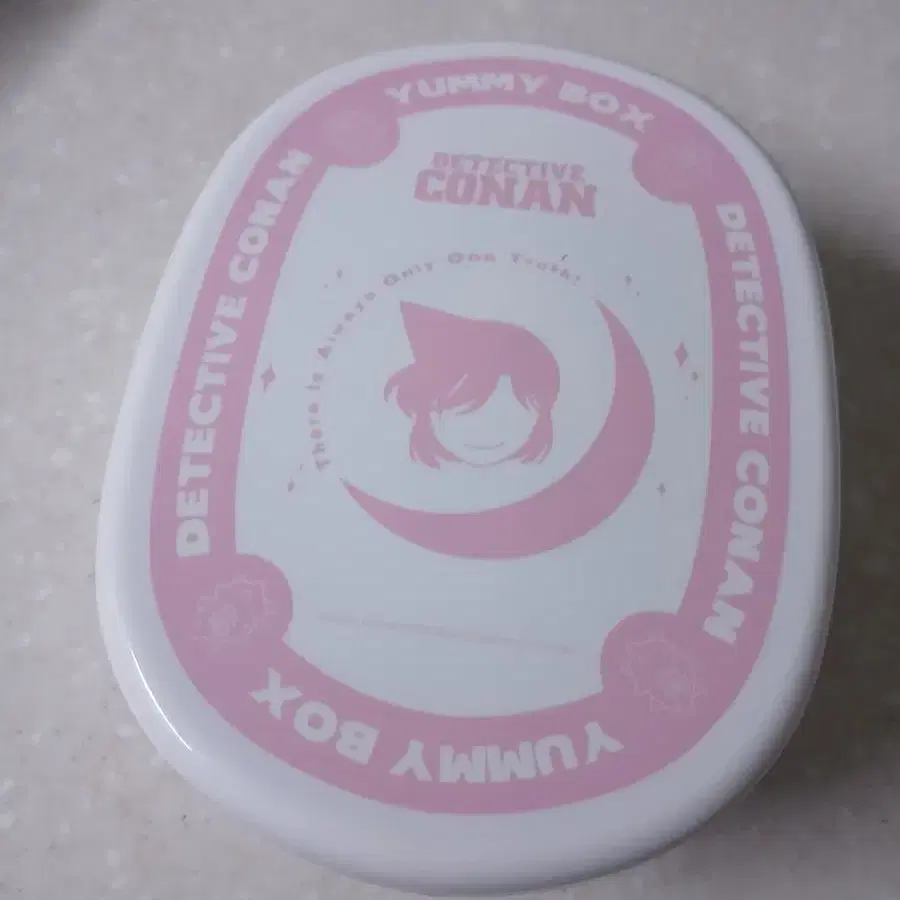 YUMMY BOX
DETECTIVE CONAN
DETECTIVE
CONAN
There is Always Only One Truth!
DETECTIVE CONAN
YUMMY BOX